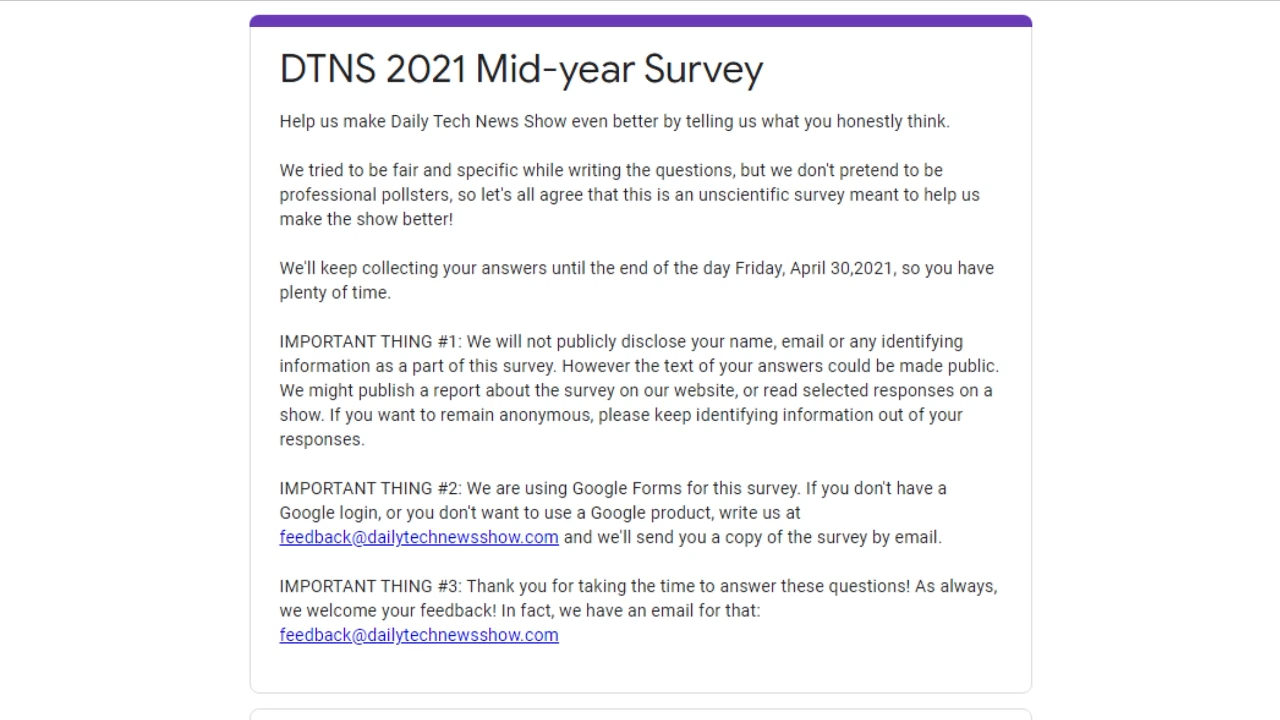 DTNS 2021 Mid-year Survey
Help us make Daily Tech News Show even better by telling us what you honestly think.
We tried to be fair and specific while writing the questions, but we don't pretend to be
professional pollsters, so let's all agree that this is an unscientific survey meant to help us
make the show better!
We'll keep collecting your answers until the end of the day Friday, April 30,2021, so you have
plenty of time.
IMPORTANT THING #1: We will not publicly disclose your name, email or any identifying
information as a part of this survey. However the text of your answers could be made public.
We might publish a report about the survey on our website, or read selected responses on a
show. If you want to remain anonymous, please keep identifying information out of your
responses.
IMPORTANT THING #2: We are using Google Forms for this survey. If you don't have a
Google login, or you don't want to use a Google product, write us at
feedback@dailytechnewsshow.com and we'll send you a copy of the survey by email.
IMPORTANT THING #3: Thank you for taking the time to answer these questions! As always,
we welcome your feedback! In fact, we have an email for that:
feedback@dailytechnewsshow.com